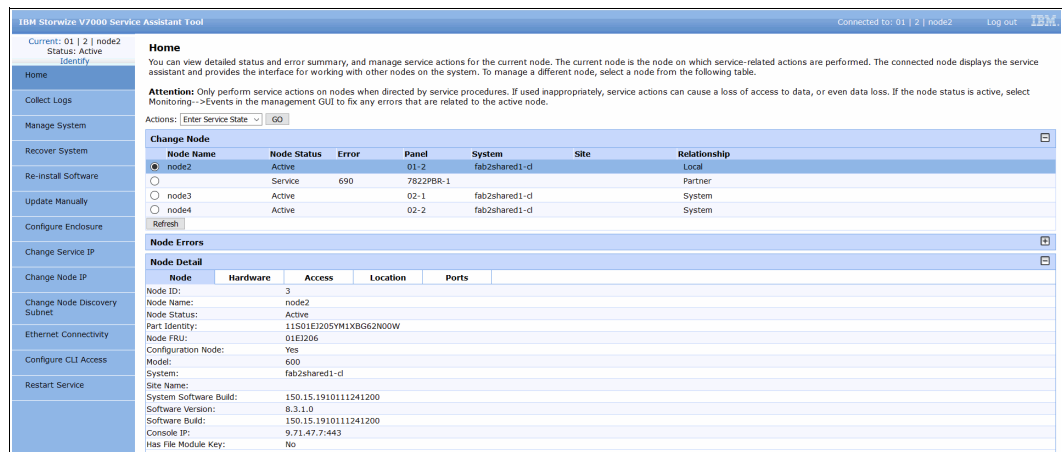 IBM Storwize V7000 Service Assistant Tool
Connected to: 01 | 2 | node2
Log out
IBM
Current: 01 | 2 | node2
Status: Active
Identify
Home
Collect Logs
Manage System
Recover System
Re-install Software
Update Manually
Configure Enclosure
Change Service IP
Change Node IP
Change Node Discovery
Subnet
Ethernet Connectivity
Configure CLI Access
Restart Service
Home
You can view detailed status and error summary, and manage service actions for the current node. The current node is the node on which service-related actions are performed. The connected node displays the service
assistant and provides the interface for working with other nodes on the system. To manage a different node, select a node from the following table.
Attention: Only perform service actions on nodes when directed by service procedures. If used inappropriately, service actions can cause a loss of access to data, or even data loss. If the node status is active, select
Monitoring-->Events in the management GUI to fix any errors that are related to the active node.
Actions: Enter Service State GO
Change Node
Node Name Node Status Error Panel System Site Relationship
node2 Active 01-2 fab2shared1-cl Local
Service 690 7822PBR-1 Partner
node3 Active 02-1 fab2shared1-cl System
node4 Active 02-2 fab2shared1-cl System
Refresh
Node Errors
Node Detail
Node Hardware Access Location Ports
Node ID: 3
Node Name: node2
Node Status: Active
Part Identity: 11S01EJ205YM1XBG62N00W
Node FRU: 01EJ206
Configuration Node: Yes
Model: 600
System: fab2shared1-cl
Site Name:
System Software Build: 150.15.1910111241200
Software Version: 8.3.1.0
Software Build: 150.15.1910111241200
Console IP: 9.71.47.7:443
Has File Module Key: No